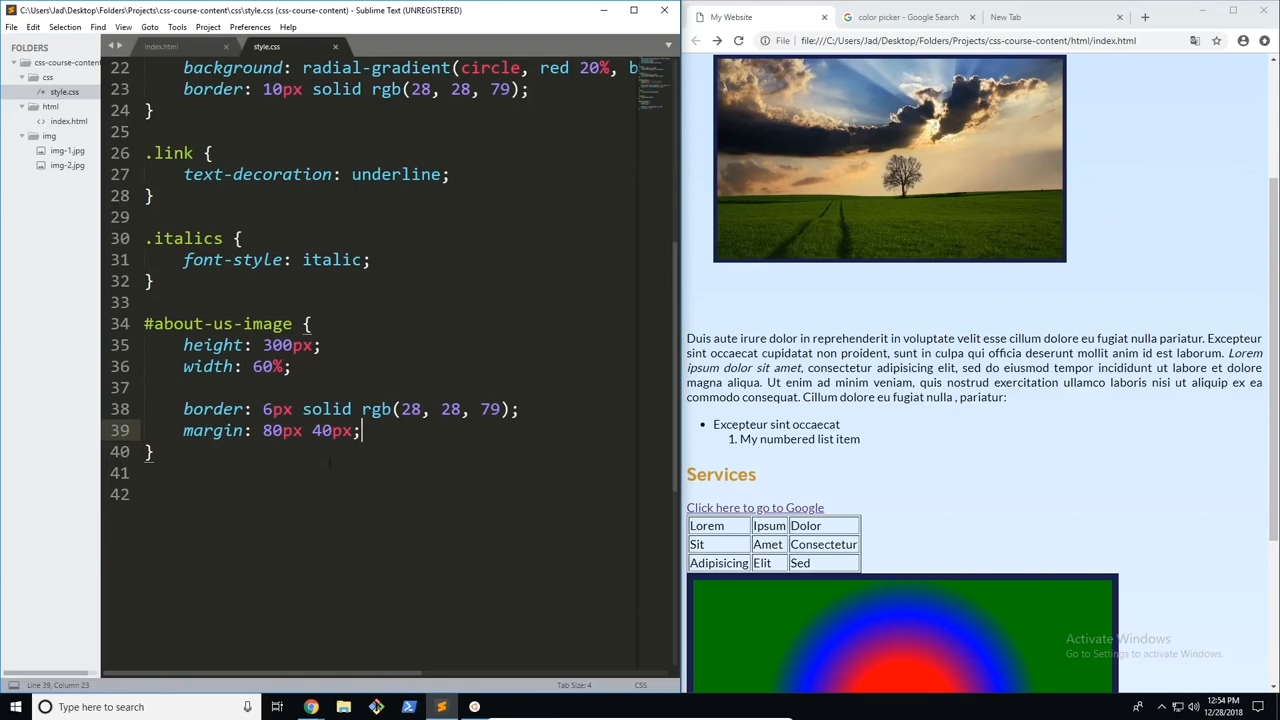 C:\Users\Jad\Desktop\Folders\Projects\css-course-content\css\style.css (css-course-content) - Sublime Text (UNREGISTERED)
File Edit Selection Find View Goto Tools Project Preferences Help
FOLDERS
css-course-content
css
style.css
html
index.html
img
img-1.jpg
img-2.jpg
index.html
style.css
22 background: radial-gradient(circle, red 20%, b
23 border: 10px solid rgb(28, 28, 79);
24 }
25
26 .link {
27 text-decoration: underline;
28 }
29
30 .italics {
31 font-style: italic;
32 }
33
34 #about-us-image {
35 height: 300px;
36 width: 60%;
37
38 border: 6px solid rgb(28, 28, 79);
39 margin: 80px 40px;
40 }
41
42
Line 39, Column 23
Tab Size: 4
CSS
My Website
color picker - Google Search
New Tab
File
file:///C:/Users/Jad/Desktop/Folders/Projects/css-course-content/html/index.html
Duis aute irure dolor in reprehenderit in voluptate velit esse cillum dolore eu fugiat nulla pariatur. Excepteur
sint occaecat cupidatat non proident, sunt in culpa qui officia deserunt mollit anim id est laborum. Lorem
ipsum dolor sit amet, consectetur adipiscing elit, sed do eiusmod tempor incididunt ut labore et dolore
magna aliqua. Ut enim ad minim veniam, quis nostrud exercitation ullamco laboris nisi ut aliquip ex ea
commodo consequat. Cillum dolore eu fugiat nulla , pariatur:
Excepteur sint occaecat
1. My numbered list item
Services
Click here to go to Google
Lorem Ipsum Dolor
Sit Amet Consectetur
Adipisicing Elit Sed
Activate Windows
Go to Settings to activate Windows.
Type here to search
12:54 PM
12/28/2018